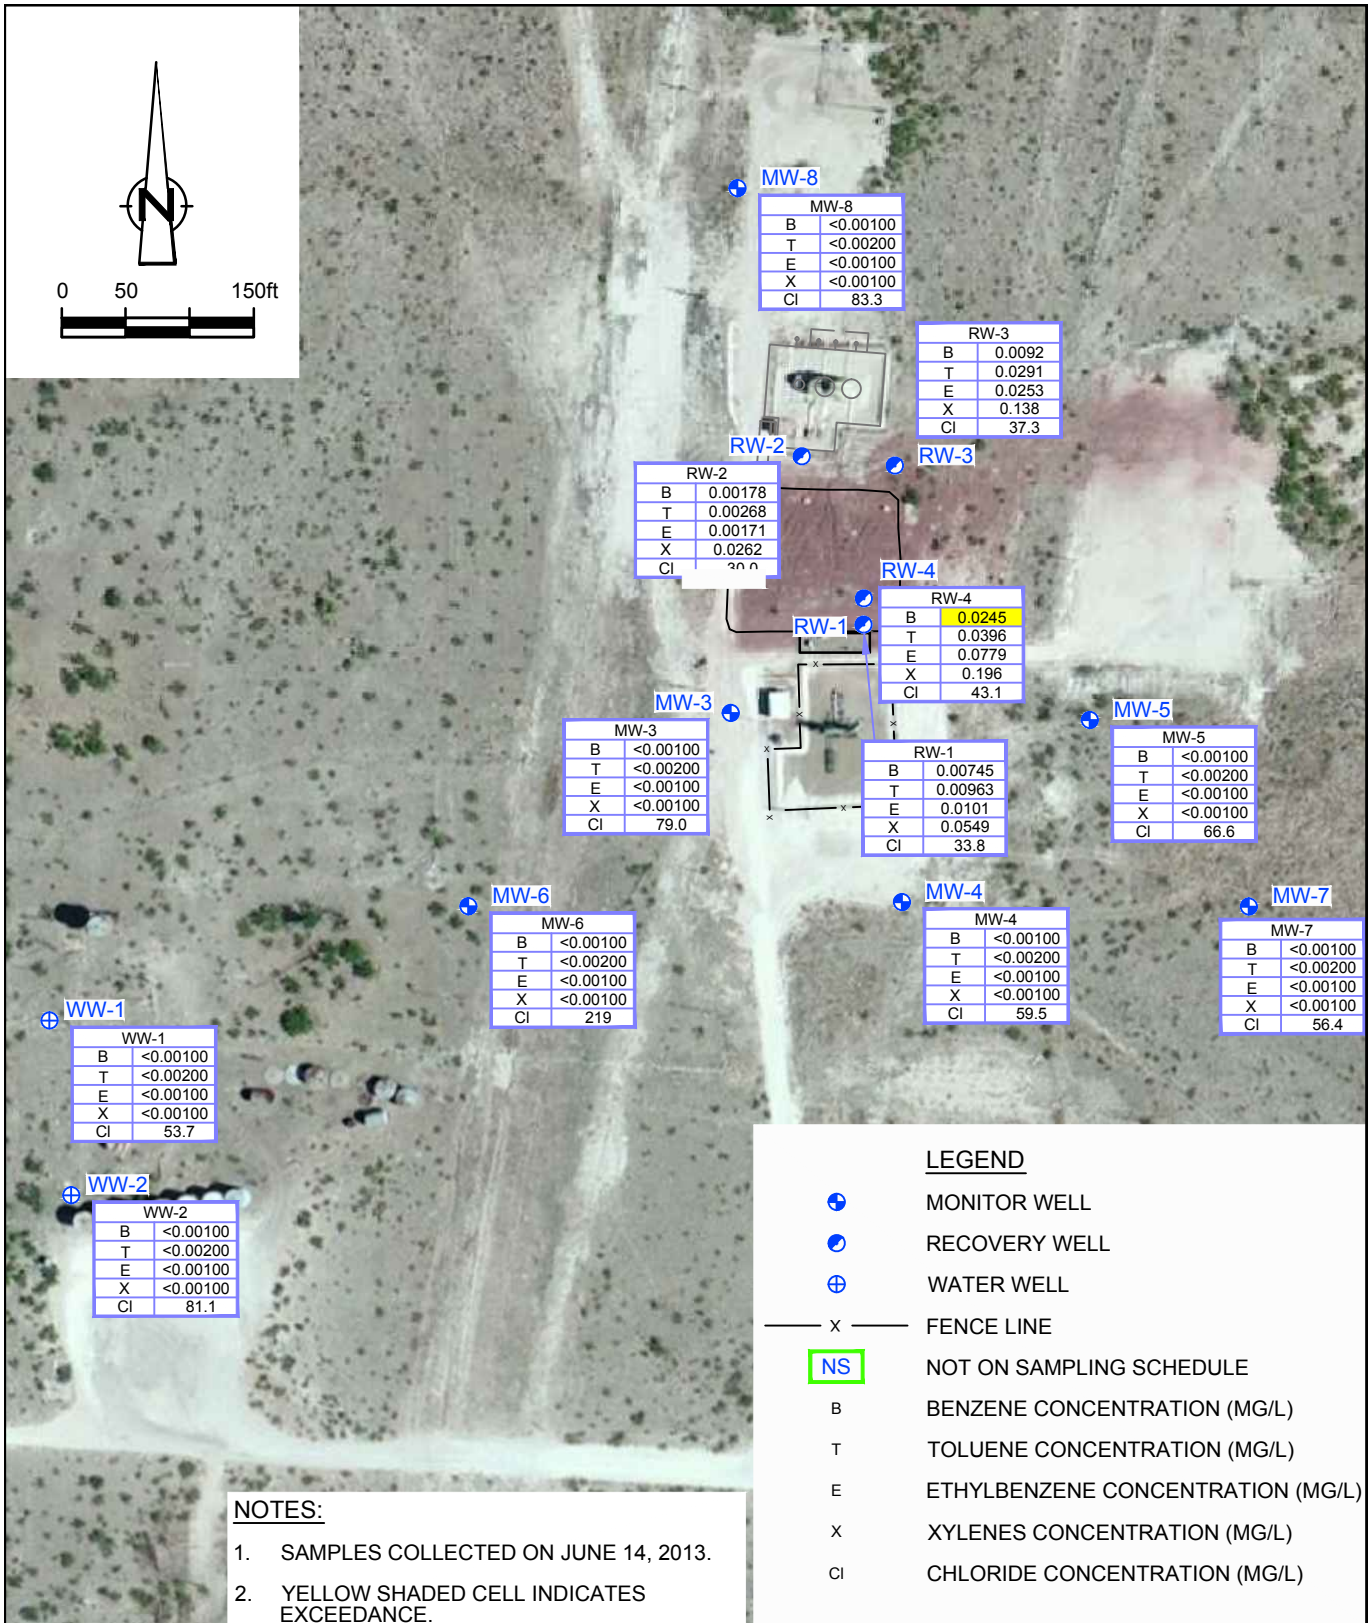 N
0 50 150ft
MW-8
MW-8
B <0.00100
T <0.00200
E <0.00100
X <0.00100
Cl 83.3
RW-3
B 0.0092
T 0.0291
E 0.0253
X 0.138
Cl 37.3
RW-2
RW-3
RW-2
B 0.00178
T 0.00268
E 0.00171
X 0.0262
Cl 30.0
RW-4
RW-4
B 0.0245
T 0.0396
E 0.0779
X 0.196
Cl 43.1
RW-1
x
x
x
x
x
x
MW-3
MW-3
B <0.00100
T <0.00200
E <0.00100
X <0.00100
Cl 79.0
MW-5
MW-5
B <0.00100
T <0.00200
E <0.00100
X <0.00100
Cl 66.6
RW-1
B 0.00745
T 0.00963
E 0.0101
X 0.0549
Cl 33.8
MW-6
MW-6
B <0.00100
T <0.00200
E <0.00100
X <0.00100
Cl 219
MW-4
MW-4
B <0.00100
T <0.00200
E <0.00100
X <0.00100
Cl 59.5
MW-7
MW-7
B <0.00100
T <0.00200
E <0.00100
X <0.00100
Cl 56.4
WW-1
WW-1
B <0.00100
T <0.00200
E <0.00100
X <0.00100
Cl 53.7
WW-2
WW-2
B <0.00100
T <0.00200
E <0.00100
X <0.00100
Cl 81.1
LEGEND
MONITOR WELL
RECOVERY WELL
WATER WELL
X FENCE LINE
NS NOT ON SAMPLING SCHEDULE
B BENZENE CONCENTRATION (MG/L)
T TOLUENE CONCENTRATION (MG/L)
E ETHYLBENZENE CONCENTRATION (MG/L)
X XYLENES CONCENTRATION (MG/L)
Cl CHLORIDE CONCENTRATION (MG/L)
NOTES:
1. SAMPLES COLLECTED ON JUNE 14, 2013.
2. YELLOW SHADED CELL INDICATES
EXCEEDANCE.